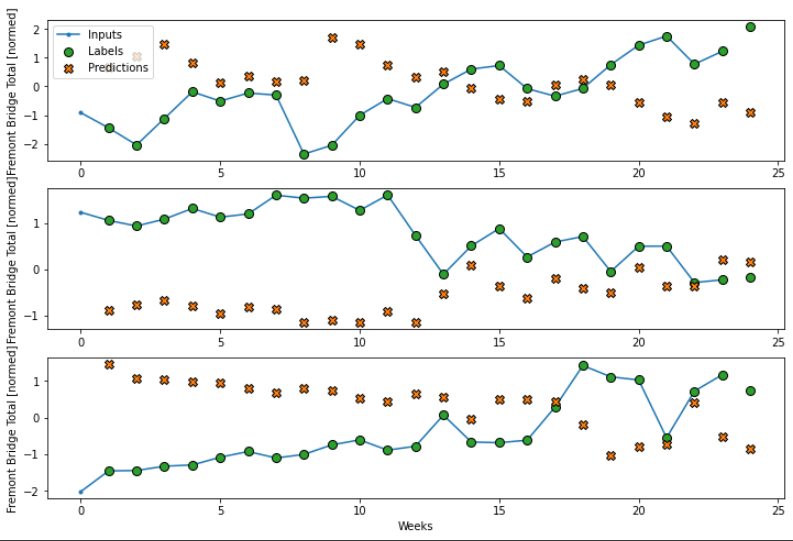 Fremont Bridge Total [normed]
2
1
0
−1
−2
Inputs
Labels
Predictions
0 5 10 15 20 25
Fremont Bridge Total [normed]
1
0
−1
0 5 10 15 20 25
Fremont Bridge Total [normed]
1
0
−1
−2
0 5 10 15 20 25
Weeks